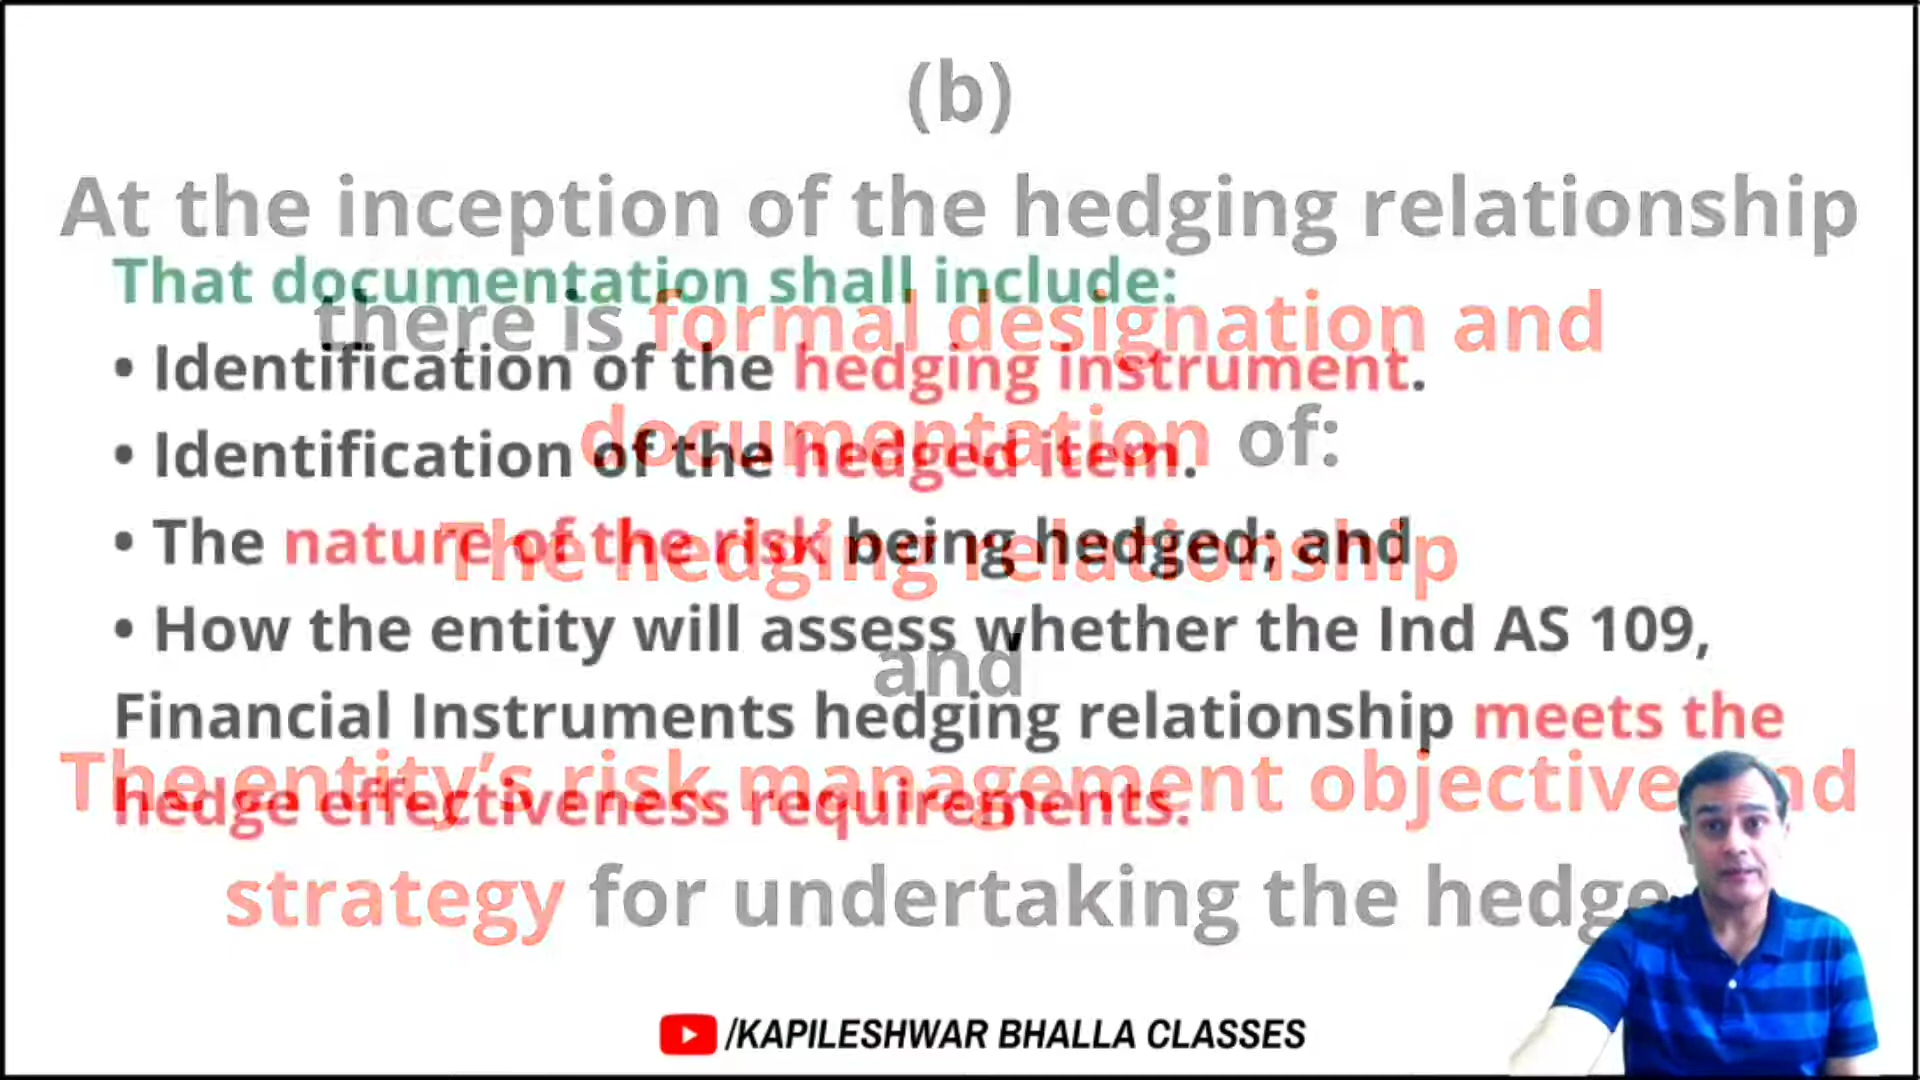 (b)
At the inception of the hedging relationship
there is formal designation and
documentation of:
The hedging relationship
and
The entity's risk management objective and
strategy for undertaking the hedge
That documentation shall include:
• Identification of the hedging instrument.
• Identification of the hedged item.
• The nature of the risk being hedged; and
• How the entity will assess whether the Ind AS 109,
Financial Instruments hedging relationship meets the
hedge effectiveness requirements.
/KAPILESHWAR BHALLA CLASSES